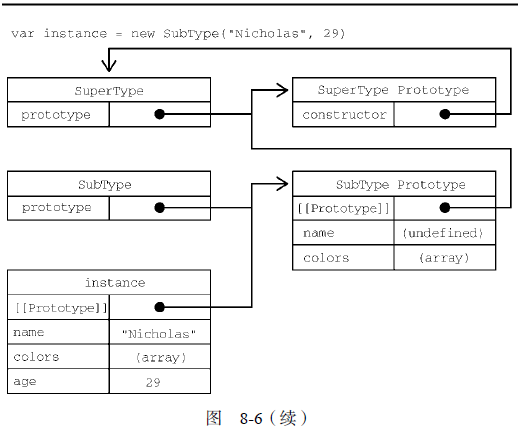 var instance = new SubType("Nicholas", 29)
SuperType
prototype
SuperType Prototype
constructor
SubType
prototype
SubType Prototype
[[Prototype]]
name (undefined)
colors (array)
instance
[[Prototype]]
name "Nicholas"
colors (array)
age 29
图 8-6（续）